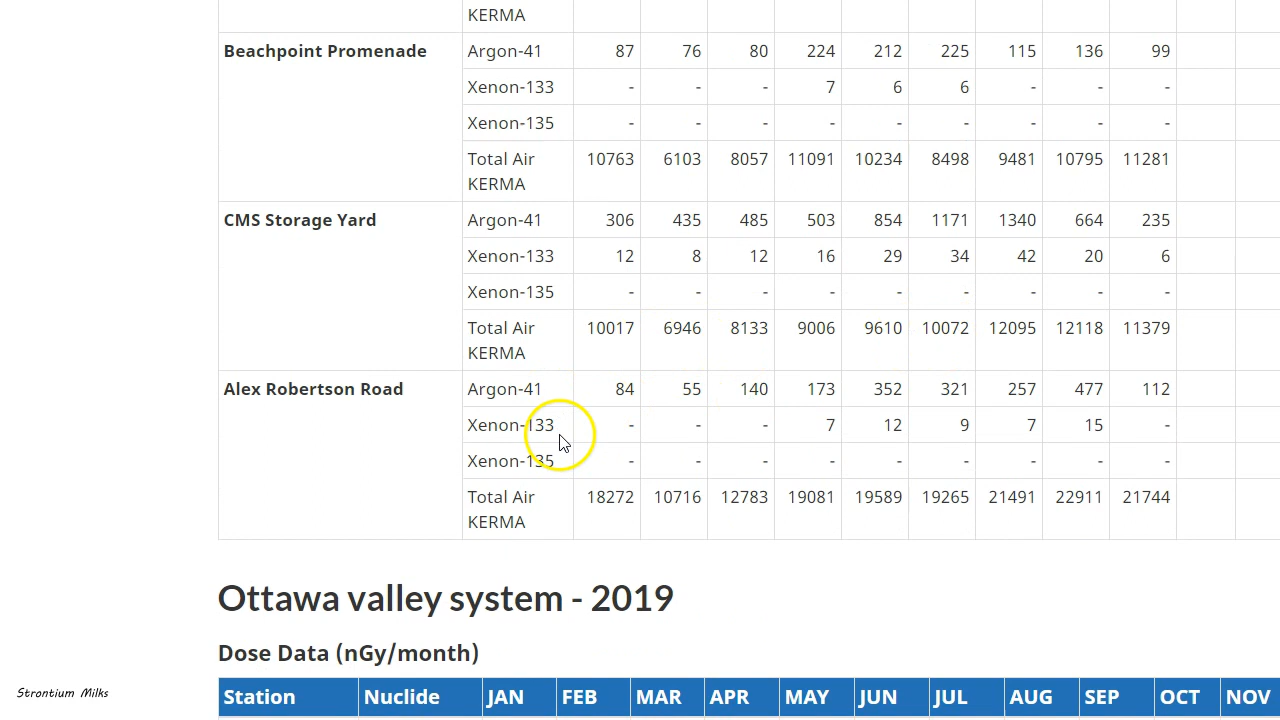 KERMA
Beachpoint Promenade Argon-41 87 76 80 224 212 225 115 136 99
Xenon-133 - - - 7 6 6 - - -
Xenon-135 - - - - - - - - -
Total Air 10763 6103 8057 11091 10234 8498 9481 10795 11281
KERMA
CMS Storage Yard Argon-41 306 435 485 503 854 1171 1340 664 235
Xenon-133 12 8 12 16 29 34 42 20 6
Xenon-135 - - - - - - - - -
Total Air 10017 6946 8133 9006 9610 10072 12095 12118 11379
KERMA
Alex Robertson Road Argon-41 84 55 140 173 352 321 257 477 112
Xenon-133 - - - 7 12 9 7 15 -
Xenon-135 - - - - - - - - -
Total Air 18272 10716 12783 19081 19589 19265 21491 22911 21744
KERMA
Ottawa valley system - 2019
Dose Data (nGy/month)
Station Nuclide JAN FEB MAR APR MAY JUN JUL AUG SEP OCT NOV
Strontium Milks